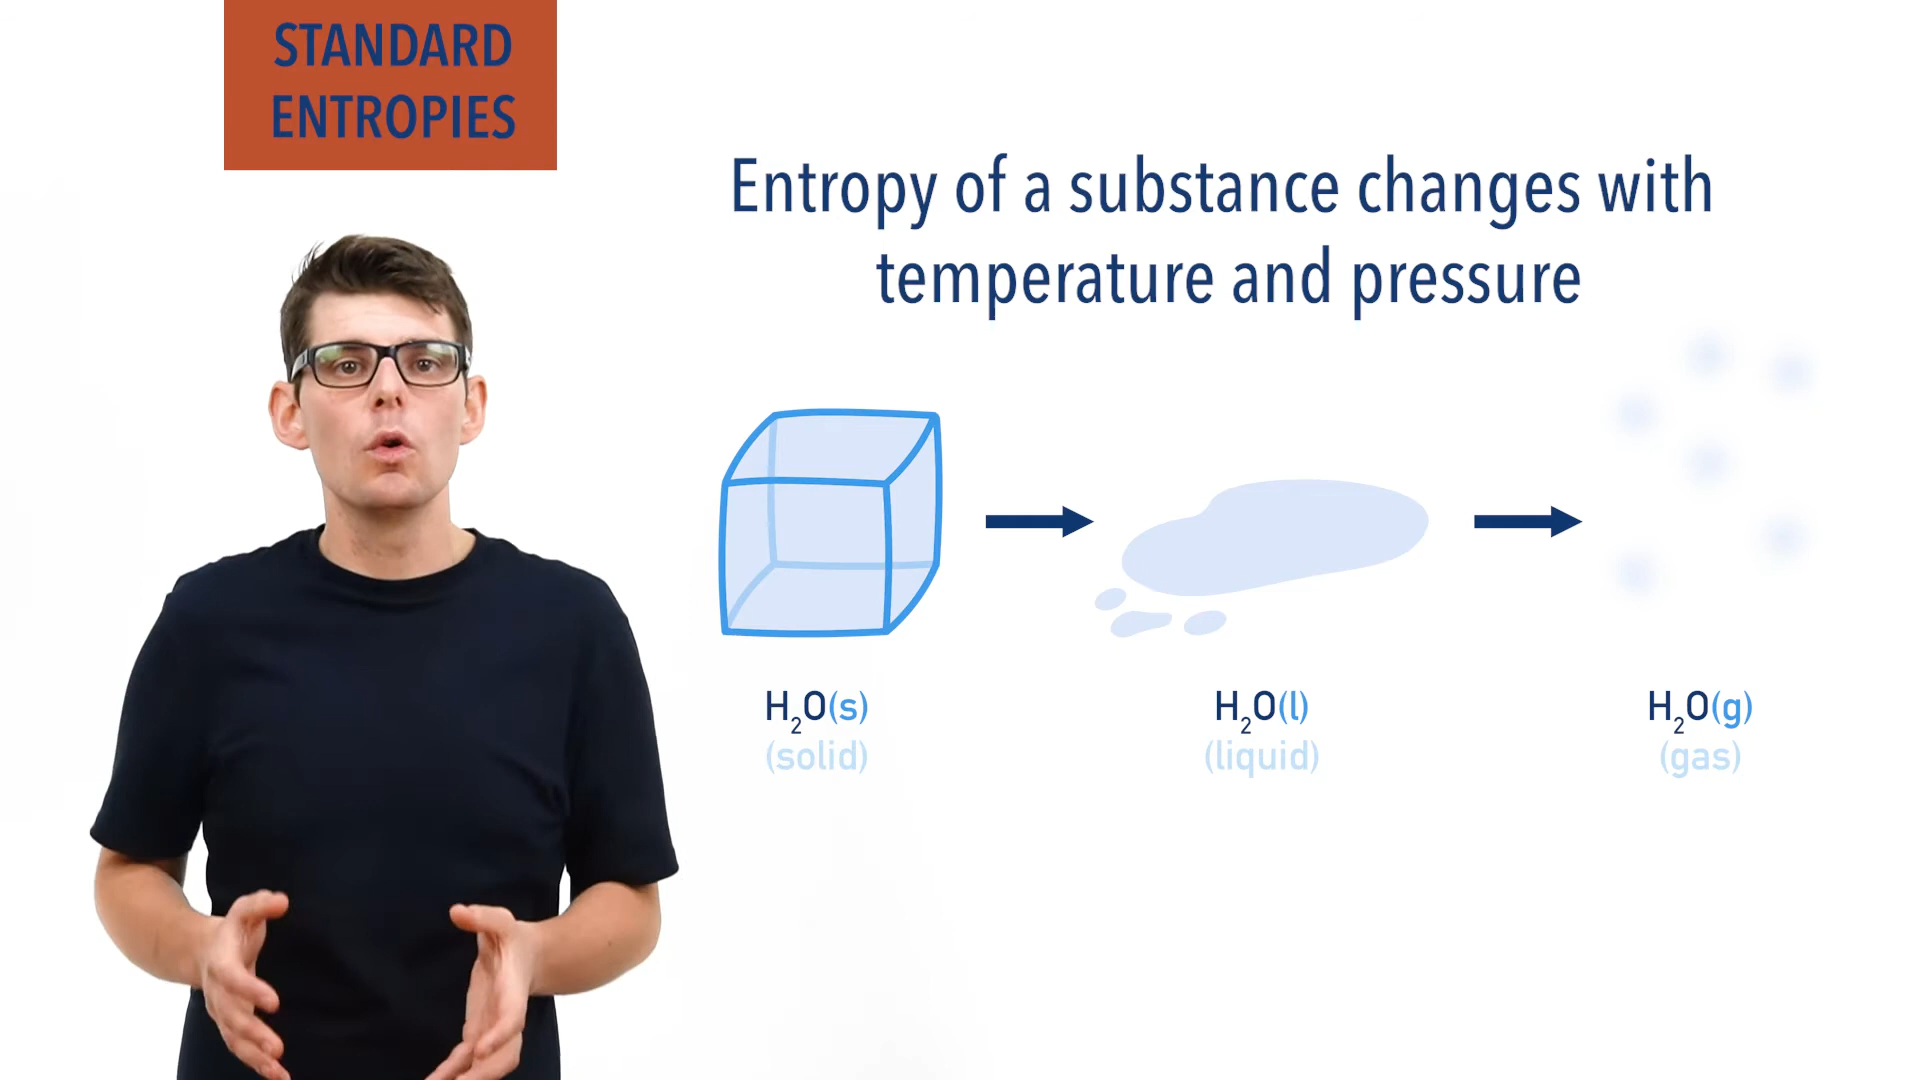 STANDARD
ENTROPIES
Entropy of a substance changes with
temperature and pressure
H₂O(s)
(solid)
H₂O(l)
(liquid)
H₂O(g)
(gas)